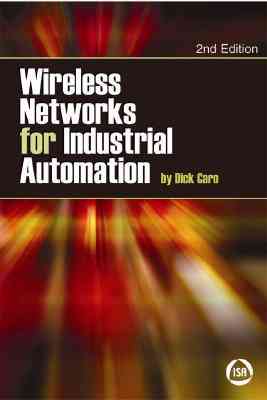 2nd Edition
Wireless
Networks
for Industrial
Automation
by Dick Caro
ISA